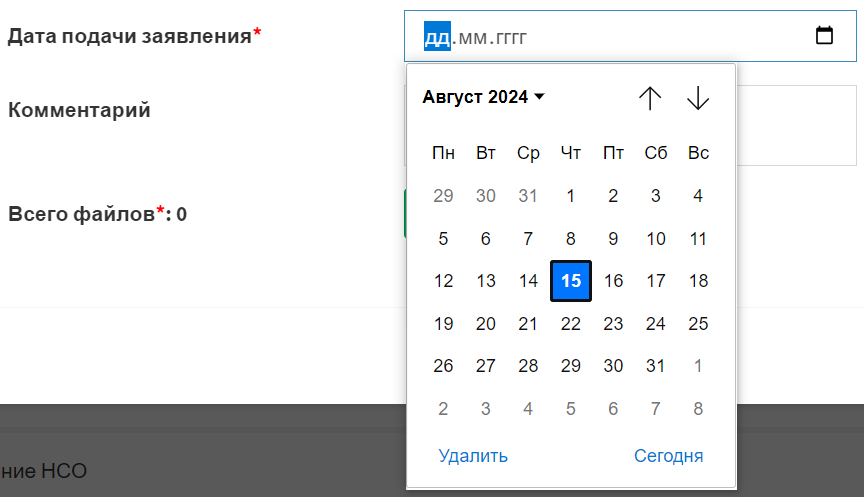 Дата подачи заявления*
дд.мм.гггг
Август 2024
Комментарий
Пн Вт Ср Чт Пт Сб Вс
29 30 31 1 2 3 4
Всего файлов*: 0
5 6 7 8 9 10 11
12 13 14 15 16 17 18
19 20 21 22 23 24 25
26 27 28 29 30 31 1
2 3 4 5 6 7 8
Удалить Сегодня
ние НСО